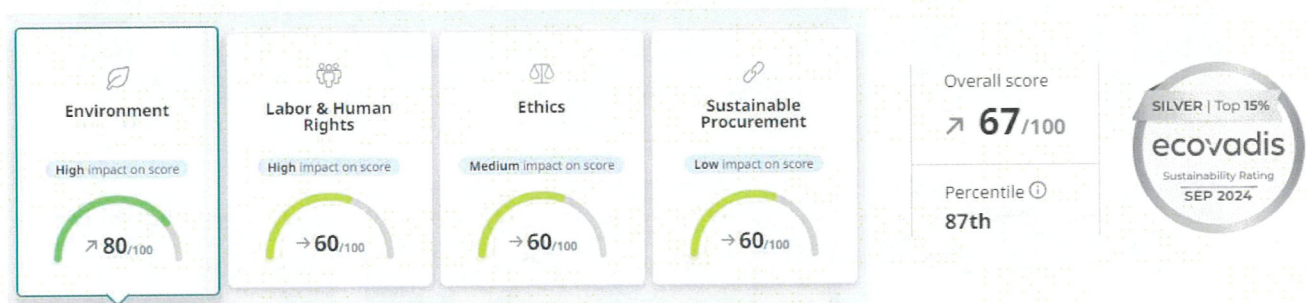 Environment
High impact on score
80/100
Labor & Human
Rights
High impact on score
60/100
Ethics
Medium impact on score
60/100
Sustainable
Procurement
Low impact on score
60/100
Overall score
67/100
Percentile
87th
SILVER | Top 15%
ecovadis
Sustainability Rating
SEP 2024